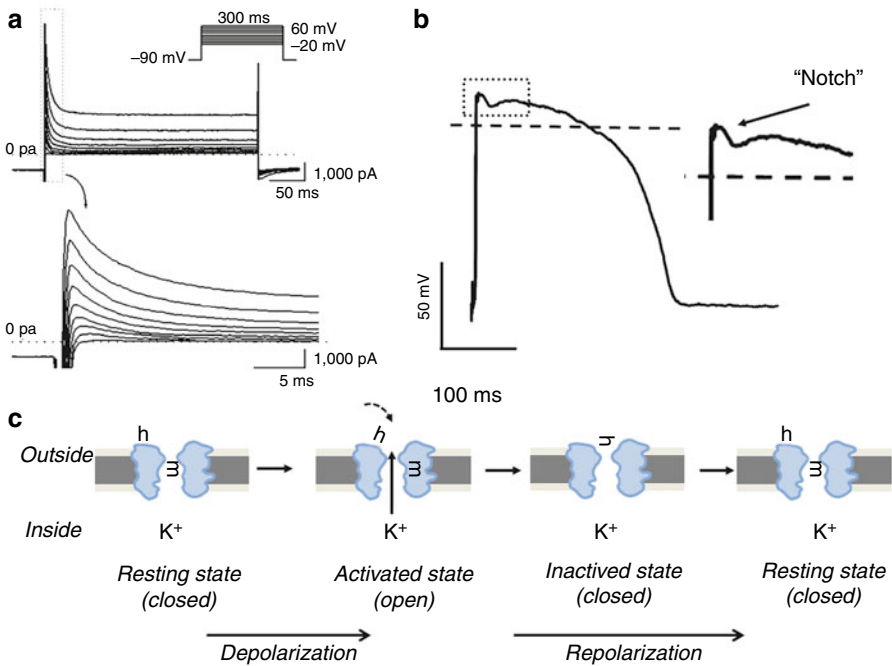 a
300 ms
60 mV
–20 mV
–90 mV
0 pa
1,000 pA
50 ms
0 pa
1,000 pA
5 ms
b
"Notch"
50 mV
100 ms
c
h
m
h
m
h
h
m
Outside
Inside
K+
K+
K+
K+
Resting state
(closed)
Activated state
(open)
Inactived state
(closed)
Resting state
(closed)
Depolarization
Repolarization